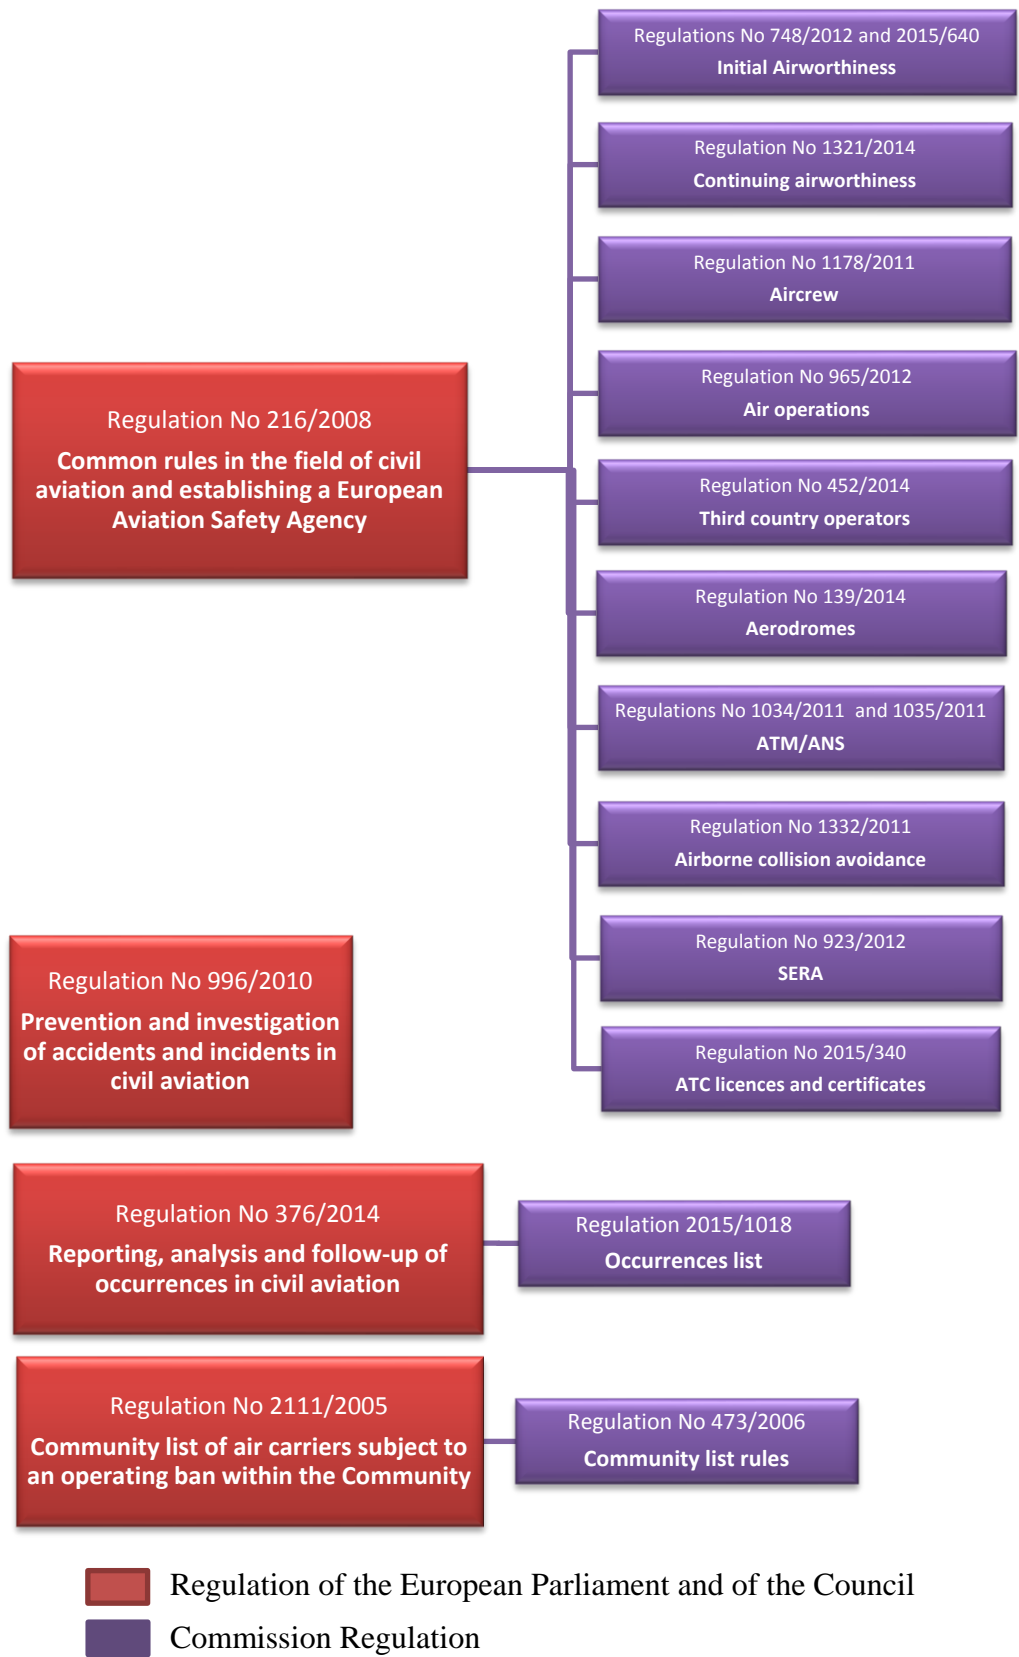 Regulations No 748/2012 and 2015/640
Initial Airworthiness
Regulation No 1321/2014
Continuing airworthiness
Regulation No 1178/2011
Aircrew
Regulation No 965/2012
Air operations
Regulation No 216/2008
Common rules in the field of civil
aviation and establishing a European
Aviation Safety Agency
Regulation No 452/2014
Third country operators
Regulation No 139/2014
Aerodromes
Regulations No 1034/2011 and 1035/2011
ATM/ANS
Regulation No 1332/2011
Airborne collision avoidance
Regulation No 923/2012
SERA
Regulation No 2015/340
ATC licences and certificates
Regulation No 996/2010
Prevention and investigation
of accidents and incidents in
civil aviation
Regulation No 376/2014
Reporting, analysis and follow-up of
occurrences in civil aviation
Regulation 2015/1018
Occurrences list
Regulation No 2111/2005
Community list of air carriers subject to
an operating ban within the Community
Regulation No 473/2006
Community list rules
Regulation of the European Parliament and of the Council
Commission Regulation